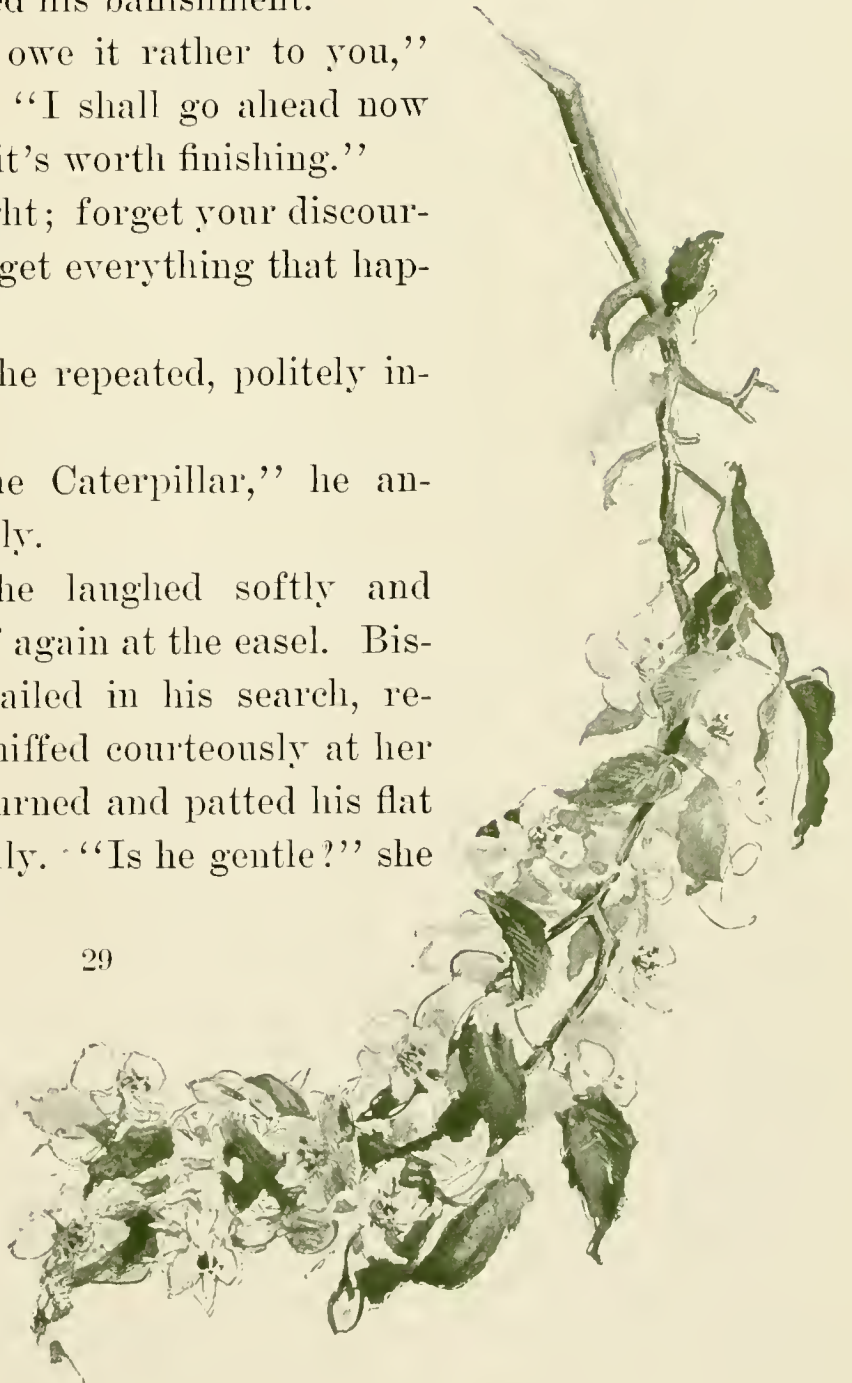 his banishment.
owe it rather to you,”
“I shall go ahead now
it’s worth finishing.”
ht; forget your discour-
get everything that hap-
he repeated, politely in-
e Caterpillar,” he an-
ly.
he laughed softly and
again at the easel. Bis-
ailed in his search, re-
niffed courteously at her
urned and patted his flat
ly. “Is he gentle?” she
29